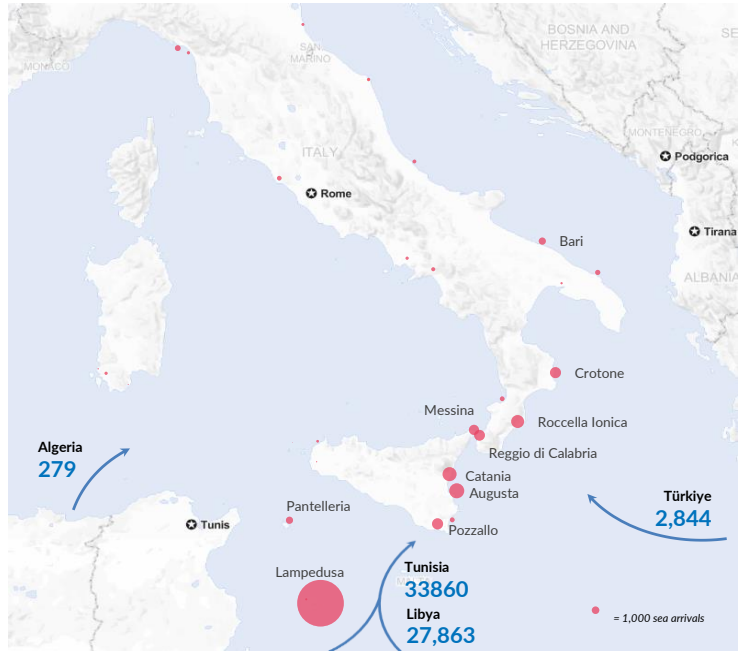 BOSNIA AND
HERZEGOVINA
SE
SAN
MARINO
MONACO
MONTENEGRO
K
Podgorica
ITALY
Rome
Tirana
Bari
ALBANIA
Crotone
Messina
Roccella Ionica
Reggio di Calabria
Algeria
279
Catania
Augusta
Türkiye
2,844
Pantelleria
Tunis
Pozzallo
Lampedusa
Tunisia
33860
Libya
27,863
= 1,000 sea arrivals